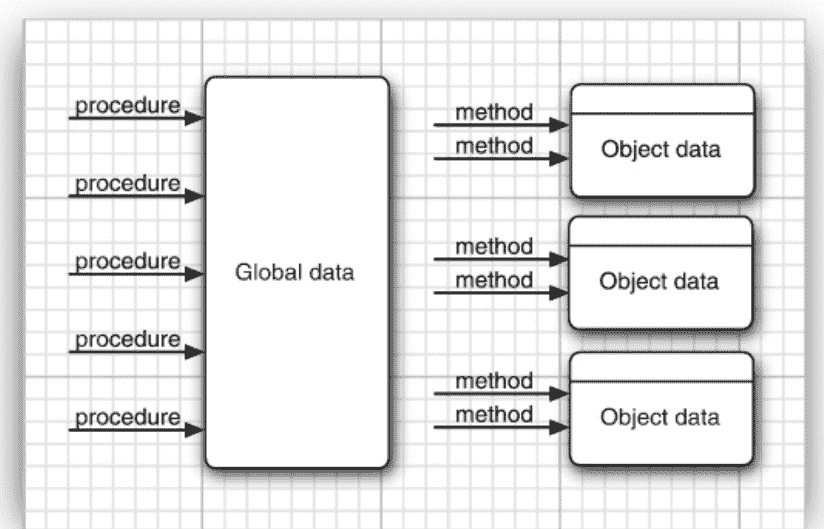 procedure
procedure
procedure
procedure
procedure
Global data
method
method
Object data
method
method
Object data
method
method
Object data